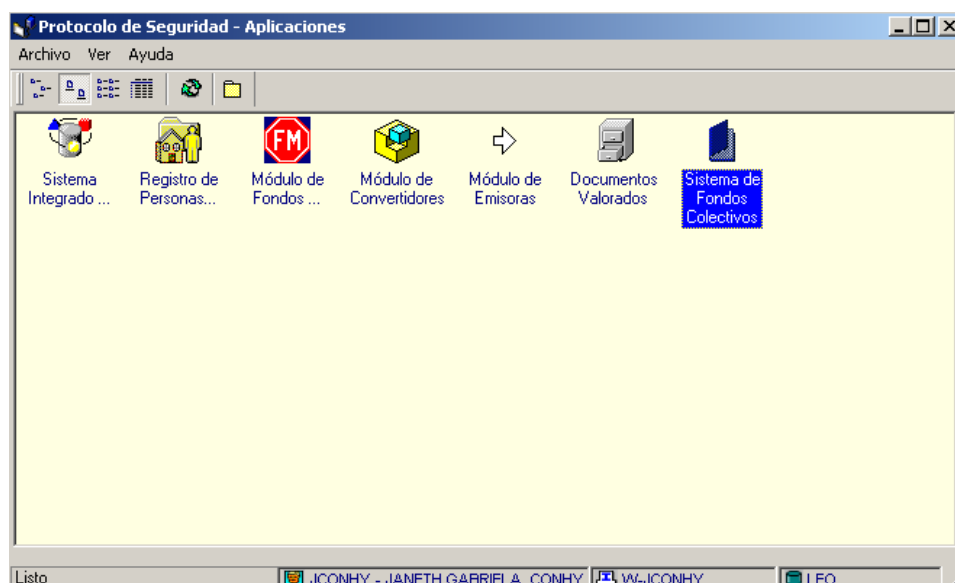 Protocolo de Seguridad - Aplicaciones
Archivo Ver Ayuda
Sistema Integrado ...
Registro de Personas...
FM
Módulo de Fondos ...
Módulo de Convertidores
Módulo de Emisoras
Documentos Valorados
Sistema de Fondos Colectivos
Listo
JCONHY - JANETH GABRIELA CONHY
W-JCONHY
LEO